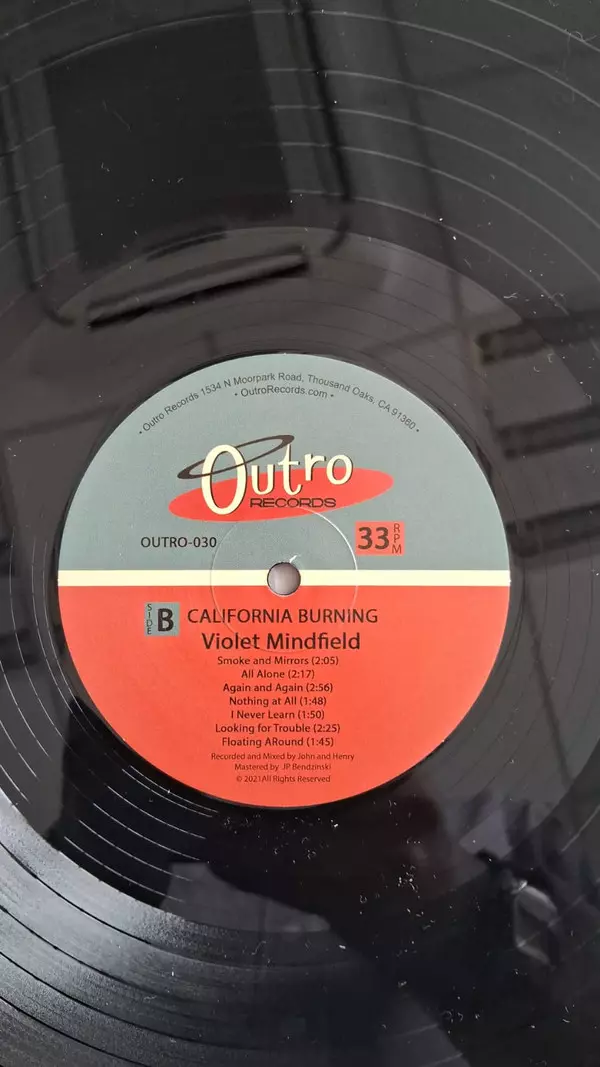 • Outro Records 1534 N Moorpark Road, Thousand Oaks, CA 91360 •
• OutroRecords.com •
Outro
RECORDS
OUTRO-030
33 RPM
SIDE B
CALIFORNIA BURNING
Violet Mindfield
Smoke and Mirrors (2:05)
All Alone (2:17)
Again and Again (2:56)
Nothing at All (1:48)
I Never Learn (1:50)
Looking for Trouble (2:25)
Floating ARound (1:45)
Recorded and Mixed by John and Henry
Mastered by JP Bendzinski
© 2021All Rights Reserved